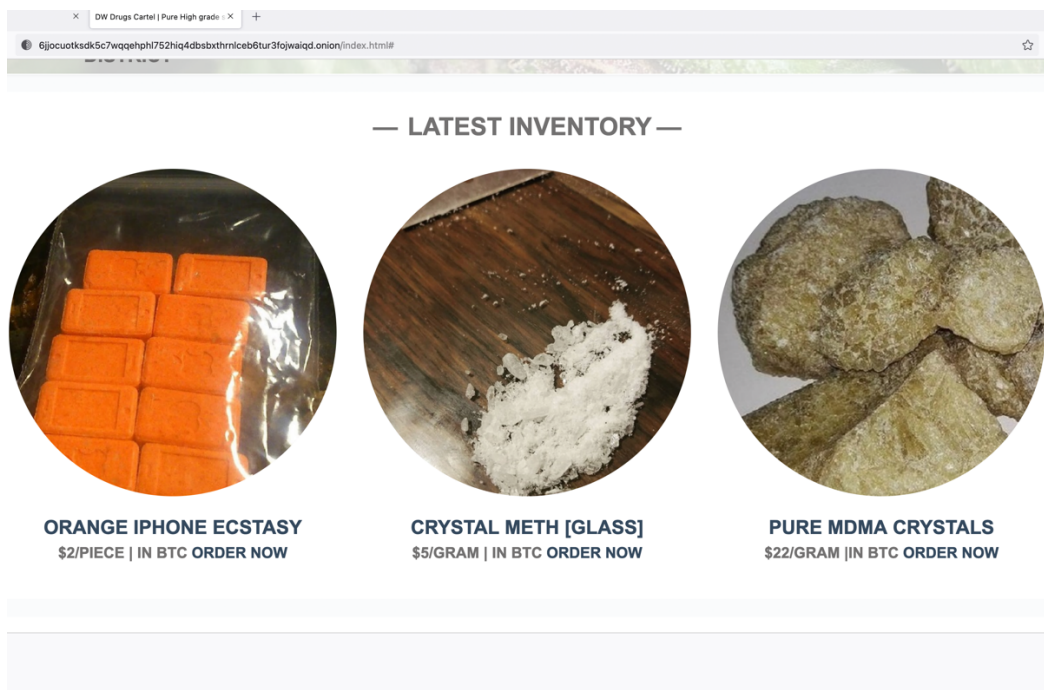 DW Drugs Cartel | Pure High grade
6jjocuotksdk5c7wqqehphl752hiq4dbsbxthrnlceb6tur3fojwaiqd.onion/index.html#
DISTRICT
— LATEST INVENTORY —
ORANGE IPHONE ECSTASY
$2/PIECE | IN BTC ORDER NOW
CRYSTAL METH [GLASS]
$5/GRAM | IN BTC ORDER NOW
PURE MDMA CRYSTALS
$22/GRAM |IN BTC ORDER NOW